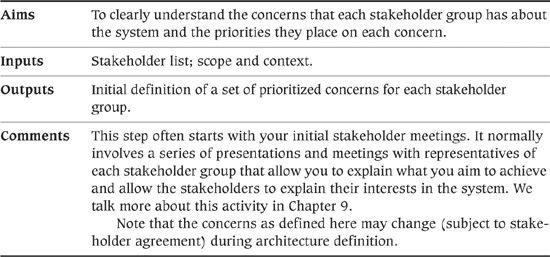 Aims To clearly understand the concerns that each stakeholder group has about
the system and the priorities they place on each concern.
Inputs Stakeholder list; scope and context.
Outputs Initial definition of a set of prioritized concerns for each stakeholder
group.
Comments This step often starts with your initial stakeholder meetings. It normally
involves a series of presentations and meetings with representatives of
each stakeholder group that allow you to explain what you aim to achieve
and allow the stakeholders to explain their interests in the system. We
talk more about this activity in Chapter 9.
Note that the concerns as defined here may change (subject to stake-
holder agreement) during architecture definition.